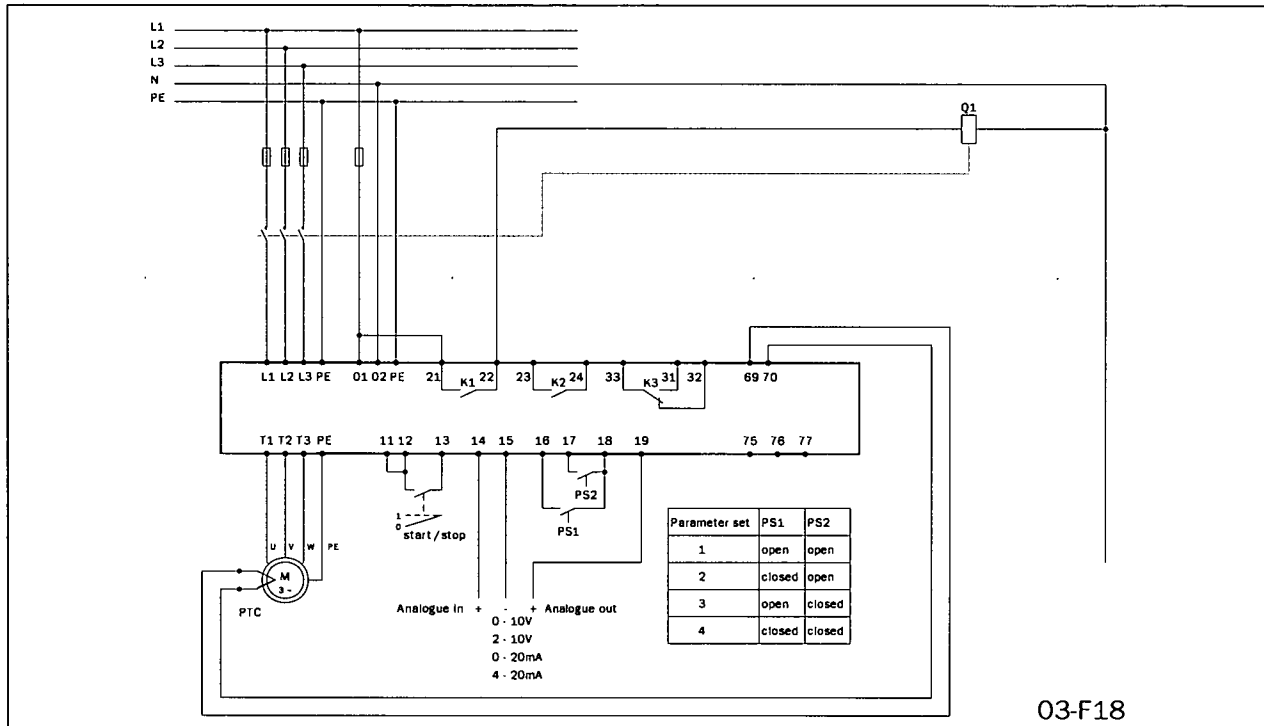 L1
L2
L3
N
PE
Q1
L1 L2 L3 PE 01 02 PE 21 K1 22 23 K2 24 33 K3 31 32 69 70
T1 T2 T3 PE 11 12 13 14 15 16 17 18 19 75 76 77
PS2
1
0
start/stop
PS1
U V W PE
M
3~
PTC
Analogue in + - + Analogue out
0 - 10V
2 - 10V
0 - 20mA
4 - 20mA
Parameter set PS1 PS2
1 open open
2 closed open
3 open closed
4 closed closed
03-F18